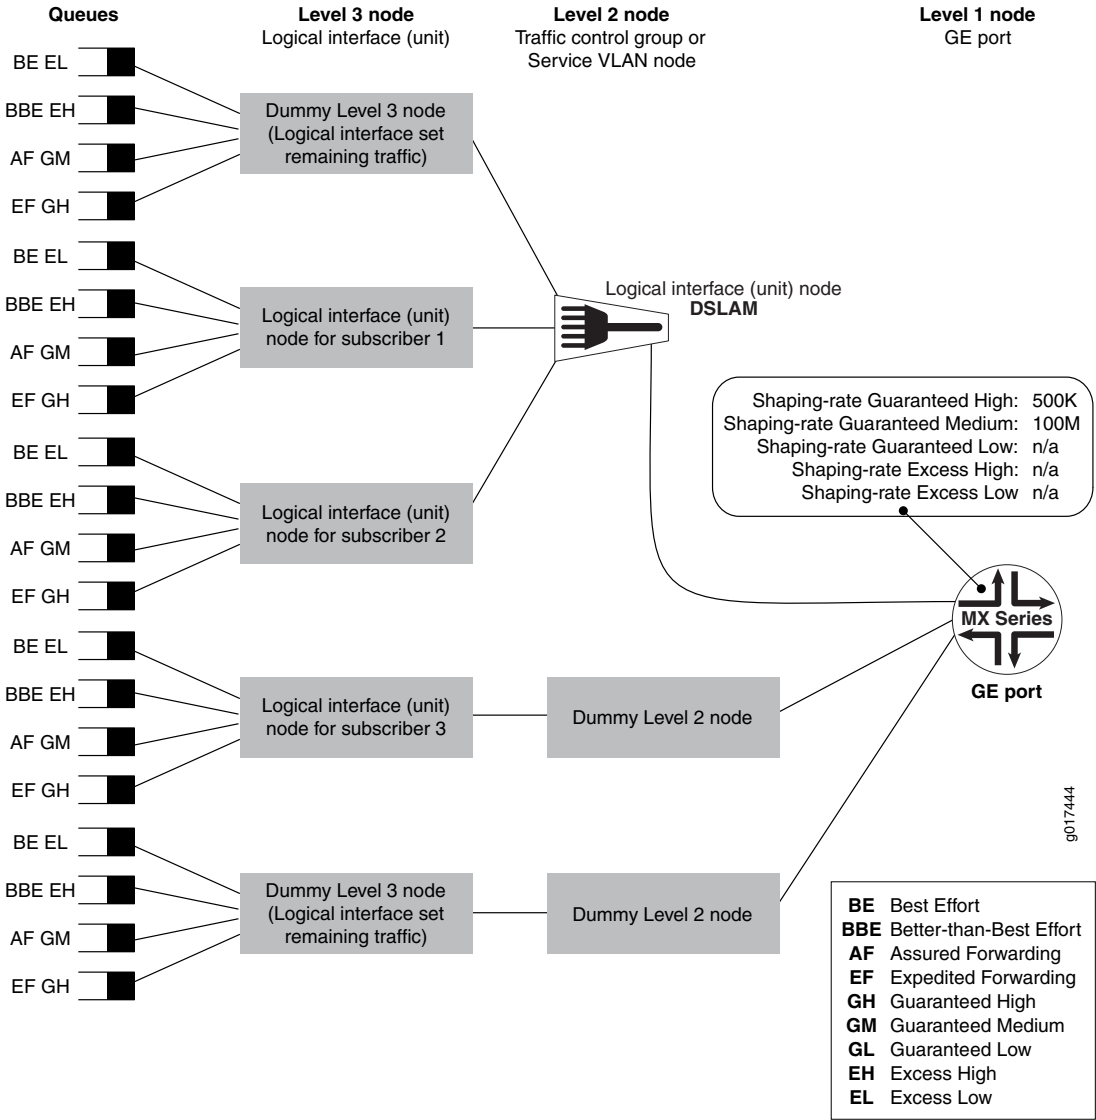 Queues
Level 3 node
Logical interface (unit)
Level 2 node
Traffic control group or
Service VLAN node
Level 1 node
GE port
BE EL
BBE EH
AF GM
EF GH
Dummy Level 3 node
(Logical interface set
remaining traffic)
BE EL
BBE EH
AF GM
EF GH
Logical interface (unit)
node for subscriber 1
Logical interface (unit) node
DSLAM
BE EL
BBE EH
AF GM
EF GH
Logical interface (unit)
node for subscriber 2
Shaping-rate Guaranteed High: 500K
Shaping-rate Guaranteed Medium: 100M
Shaping-rate Guaranteed Low: n/a
Shaping-rate Excess High: n/a
Shaping-rate Excess Low n/a
MX Series
GE port
BE EL
BBE EH
AF GM
EF GH
Logical interface (unit)
node for subscriber 3
Dummy Level 2 node
BE EL
BBE EH
AF GM
EF GH
Dummy Level 3 node
(Logical interface set
remaining traffic)
Dummy Level 2 node
g017444
BE Best Effort
BBE Better-than-Best Effort
AF Assured Forwarding
EF Expedited Forwarding
GH Guaranteed High
GM Guaranteed Medium
GL Guaranteed Low
EH Excess High
EL Excess Low